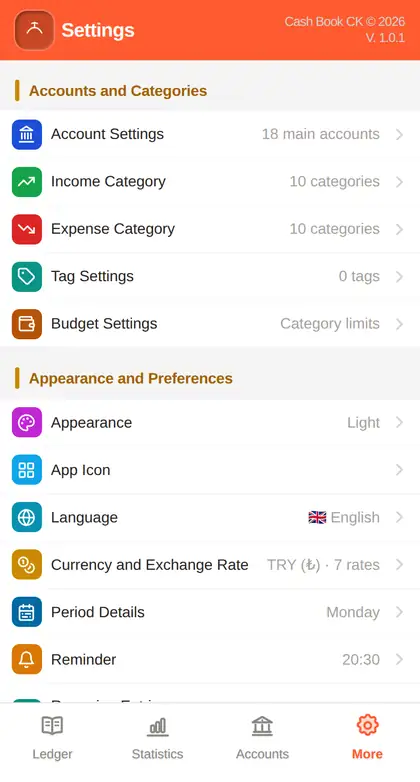 Settings
Cash Book CK © 2026
V. 1.0.1
Accounts and Categories
Account Settings 18 main accounts
Income Category 10 categories
Expense Category 10 categories
Tag Settings 0 tags
Budget Settings Category limits
Appearance and Preferences
Appearance Light
App Icon
Language 🇬🇧 English
Currency and Exchange Rate TRY (₺) · 7 rates
Period Details Monday
Reminder 20:30
Ledger Statistics Accounts More